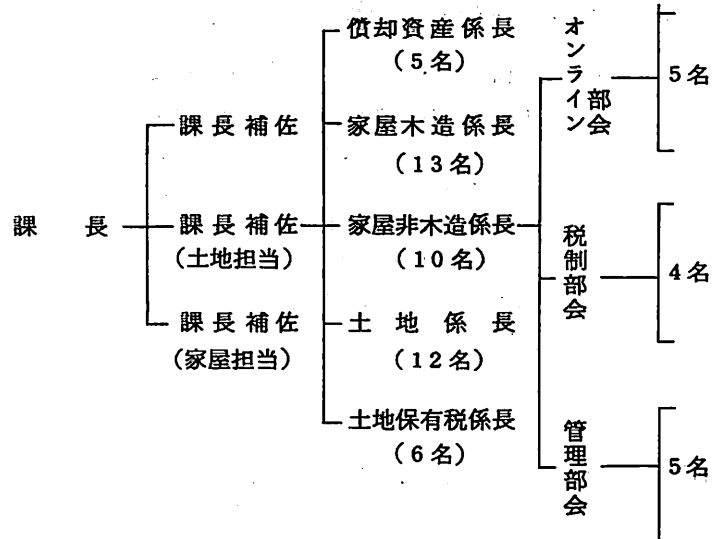 課長
課長補佐
課長補佐
(土地担当)
課長補佐
(家屋担当)
償却資産係長
(5名)
家屋木造係長
(13名)
家屋非木造係長
(10名)
土地係長
(12名)
土地保有税係長
(6名)
オンライン部会
5名
税制部会
4名
管理部会
5名